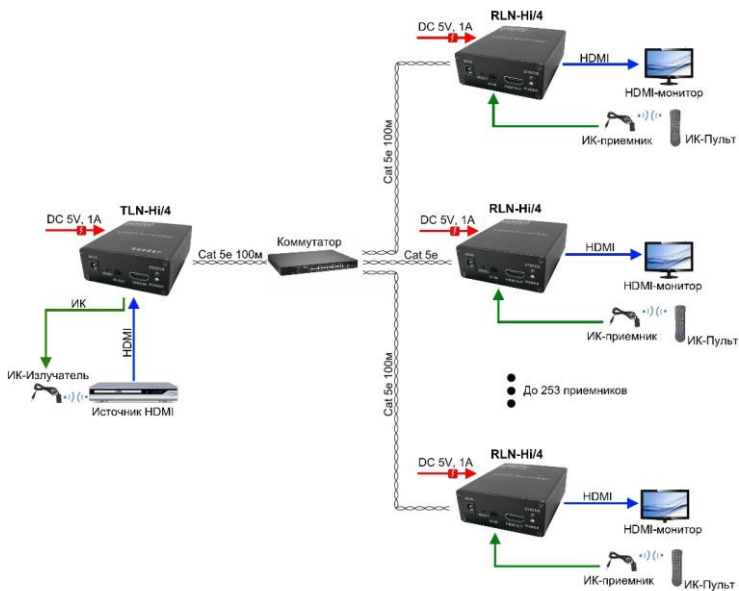 RLN-Hi/4
DC 5V, 1A
HDMI
HDMI-монитор
ИК-приемник
ИК-Пульт
Cat 5e 100м
TLN-Hi/4
DC 5V, 1A
Cat 5e 100м
Коммутатор
ИК
HDMI
ИК-Излучатель
Источник HDMI
RLN-Hi/4
DC 5V, 1A
Cat 5e
HDMI
HDMI-монитор
ИК-приемник
ИК-Пульт
До 253 приемников
Cat 5e 100м
RLN-Hi/4
DC 5V, 1A
HDMI
HDMI-монитор
ИК-приемник
ИК-Пульт